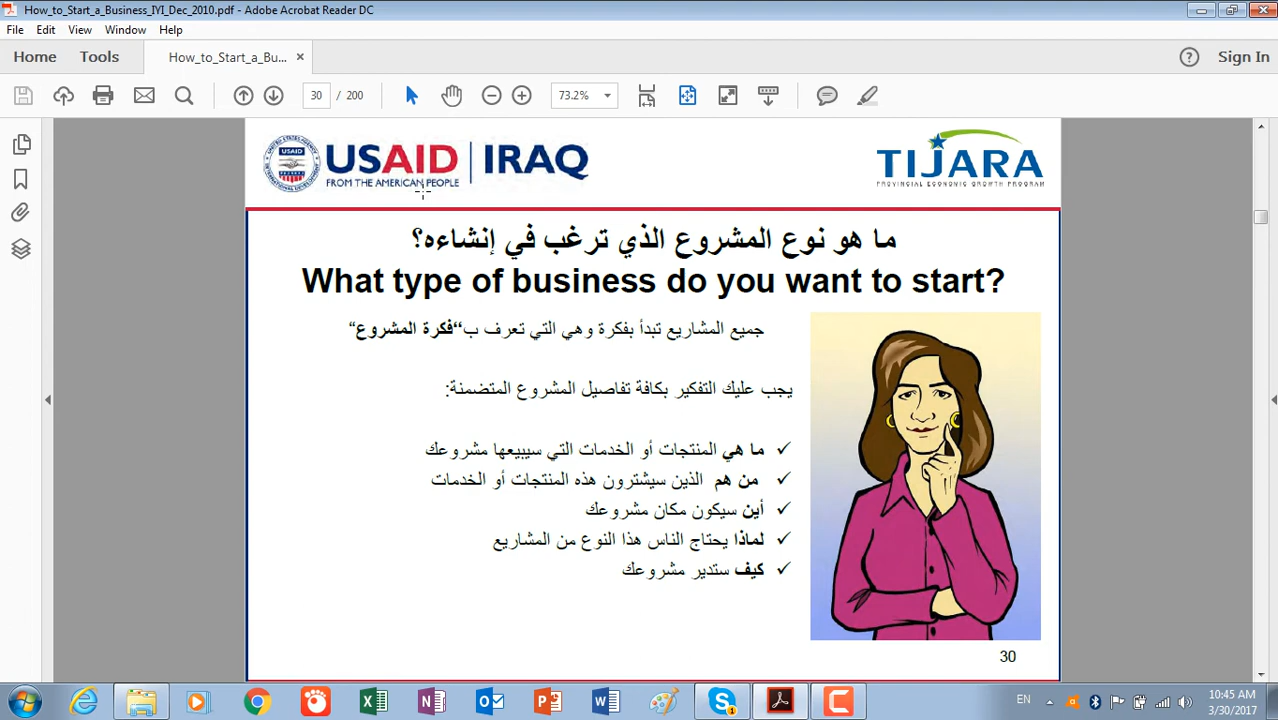 How_to_Start_a_Business_IYI_Dec_2010.pdf - Adobe Acrobat Reader DC
File Edit View Window Help
Home Tools How_to_Start_a_Bu... × Sign In
30 / 200 73.2%
USAID IRAQ
FROM THE AMERICAN PEOPLE
USAID
TIJARA
PROVINCIAL ECONOMIC GROWTH PROGRAM
ما هو نوع المشروع الذي ترغب في إنشاءه؟
What type of business do you want to start?
جميع المشاريع تبدأ بفكرة وهي التي تعرف ب“فكرة المشروع“
يجب عليك التفكير بكافة تفاصيل المشروع المتضمنة:
✓ ما هي المنتجات أو الخدمات التي سيبيعها مشروعك
✓ من هم الذين سيشترون هذه المنتجات أو الخدمات
✓ أين سيكون مكان مشروعك
✓ لماذا يحتاج الناس هذا النوع من المشاريع
✓ كيف ستدير مشروعك
30
EN
10:45 AM
3/30/2017